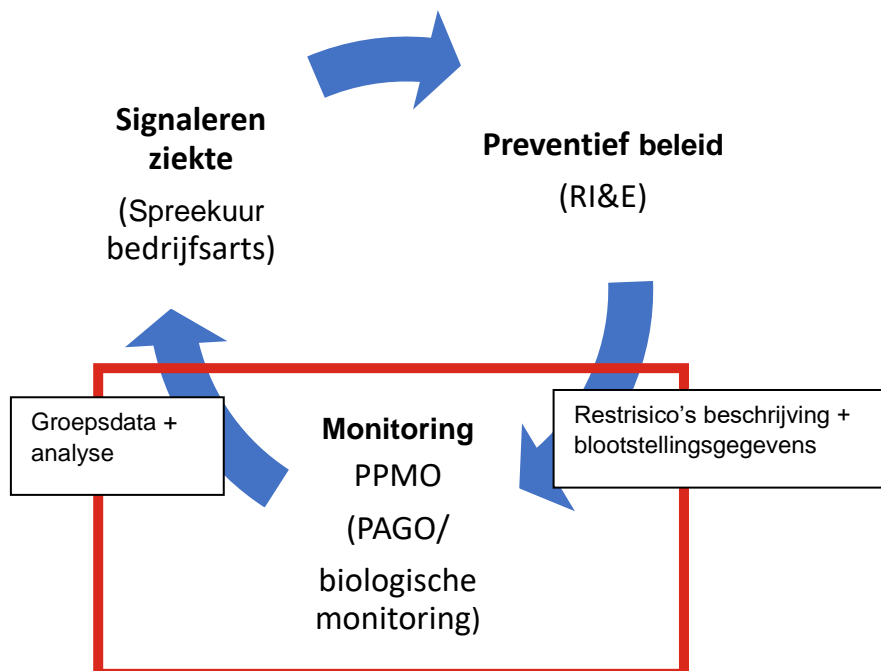 Signaleren
ziekte
(Spreekuur
bedrijfsarts)
Preventief beleid
(RI&E)
Groepsdata +
analyse
Monitoring
PPMO
(PAGO/
biologische
monitoring)
Restrisico's beschrijving +
blootstellingsgegevens